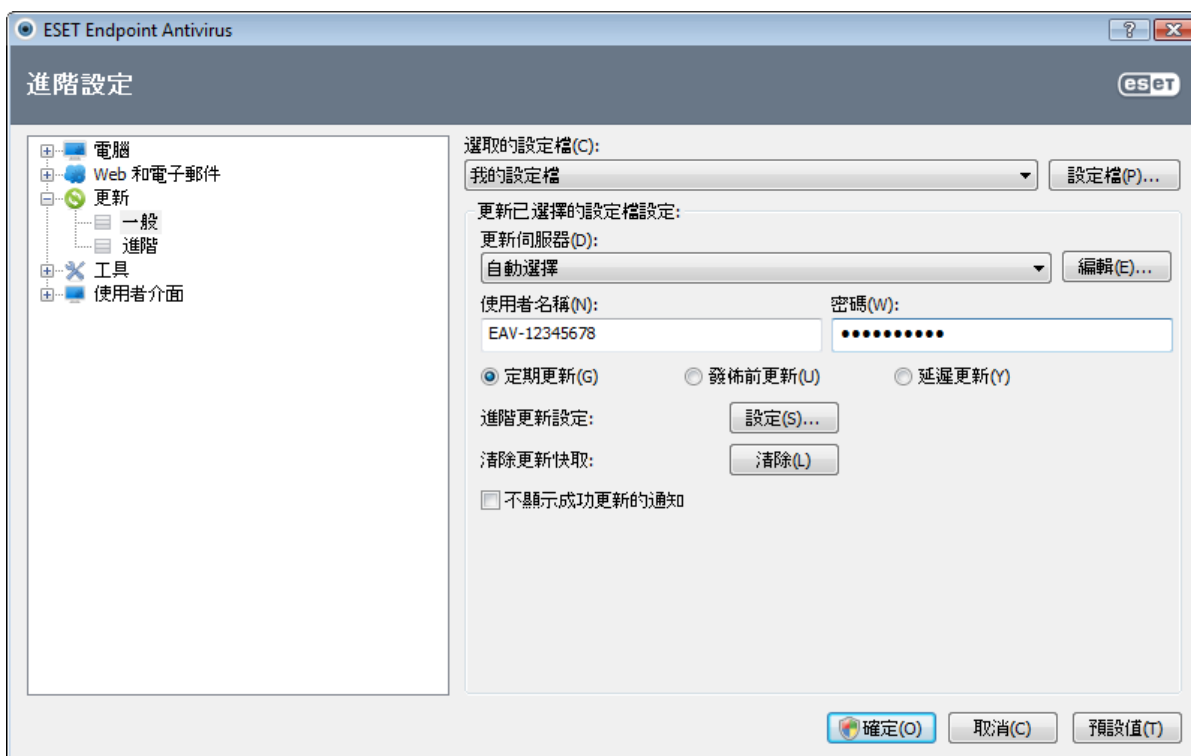 ESET Endpoint Antivirus
?
進階設定
eset
電腦
Web 和電子郵件
更新
一般
進階
工具
使用者介面
選取的設定檔(C):
我的設定檔
設定檔(P)...
更新已選擇的設定檔設定:
更新伺服器(D):
自動選擇
編輯(E)...
使用者名稱(N):
密碼(W):
EAV-12345678
••••••••••
定期更新(G)
發佈前更新(U)
延遲更新(Y)
進階更新設定:
設定(S)...
清除更新快取:
清除(L)
不顯示成功更新的通知
確定(O)
取消(C)
預設值(T)